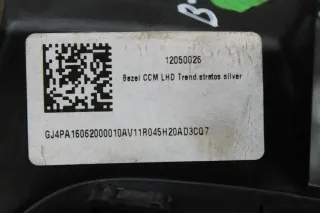 B
12050026
Bezel CCM LHD Trend.stratos silver
GJ4PA16062000010AV11R045H20AD3CQ7